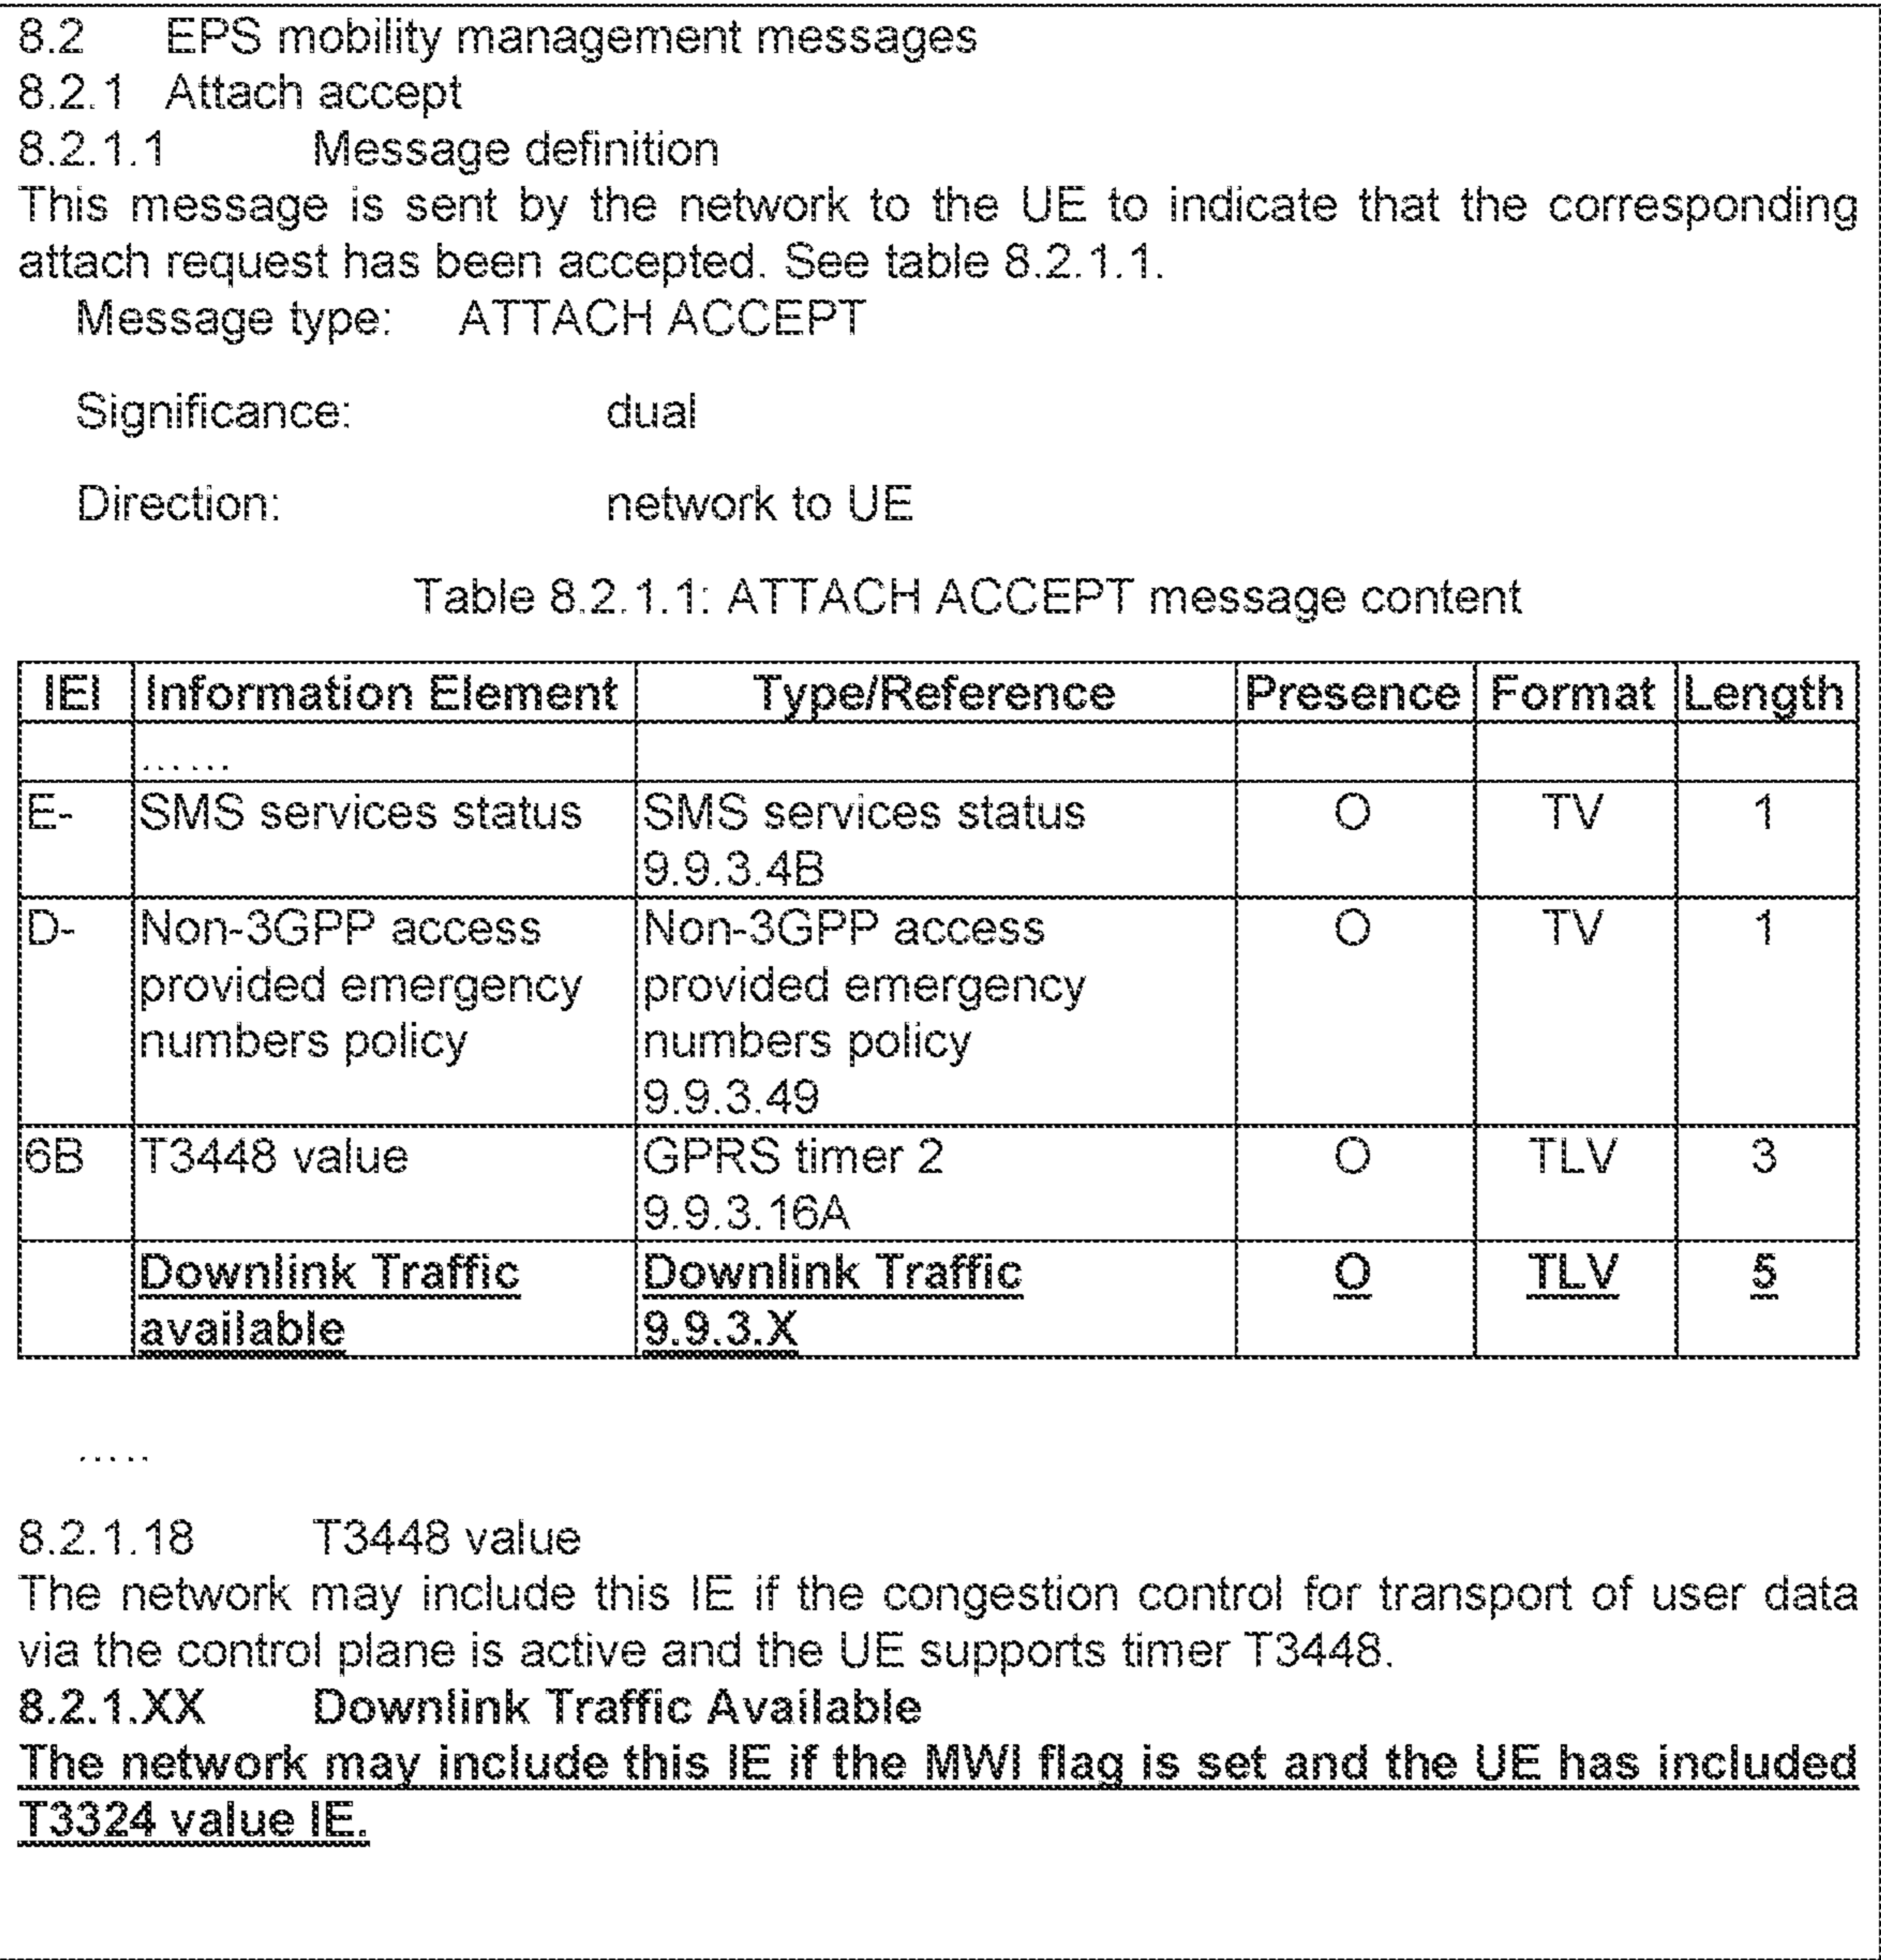 8.2 EPS mobility management messages
8.2.1 Attach accept
8.2.1.1 Message definition
This message is sent by the network to the UE to indicate that the corresponding
attach request has been accepted. See table 8.2.1.1.
Message type: ATTACH ACCEPT
Significance: dual
Direction: network to UE
Table 8.2.1.1: ATTACH ACCEPT message content
IEI Information Element Type/Reference Presence Format Length
......
E- SMS services status SMS services status O TV 1
9.9.3.4B
D- Non-3GPP access Non-3GPP access O TV 1
provided emergency provided emergency
numbers policy numbers policy
9.9.3.49
6B T3448 value GPRS timer 2 O TLV 3
9.9.3.16A
Downlink Traffic Downlink Traffic O TLV 5
available 9.9.3.X
.....
8.2.1.18 T3448 value
The network may include this IE if the congestion control for transport of user data
via the control plane is active and the UE supports timer T3448.
8.2.1.XX Downlink Traffic Available
The network may include this IE if the MWI flag is set and the UE has included
T3324 value IE.